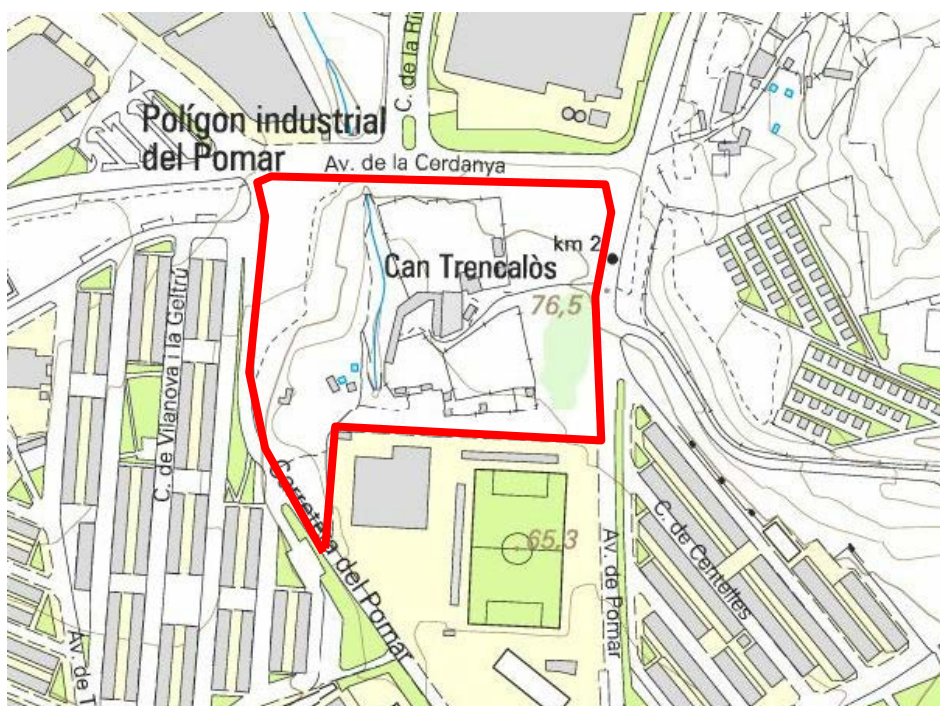 C. de la Ri
Polígon industrial
del Pomar
Av. de la Cerdanya
km 2
Can Trencalòs
76,5
C. de Vilanova i la Geltrú
Carretera del Pomar
65,3
C. de Centelles
Av. de Pomar
Av. de T